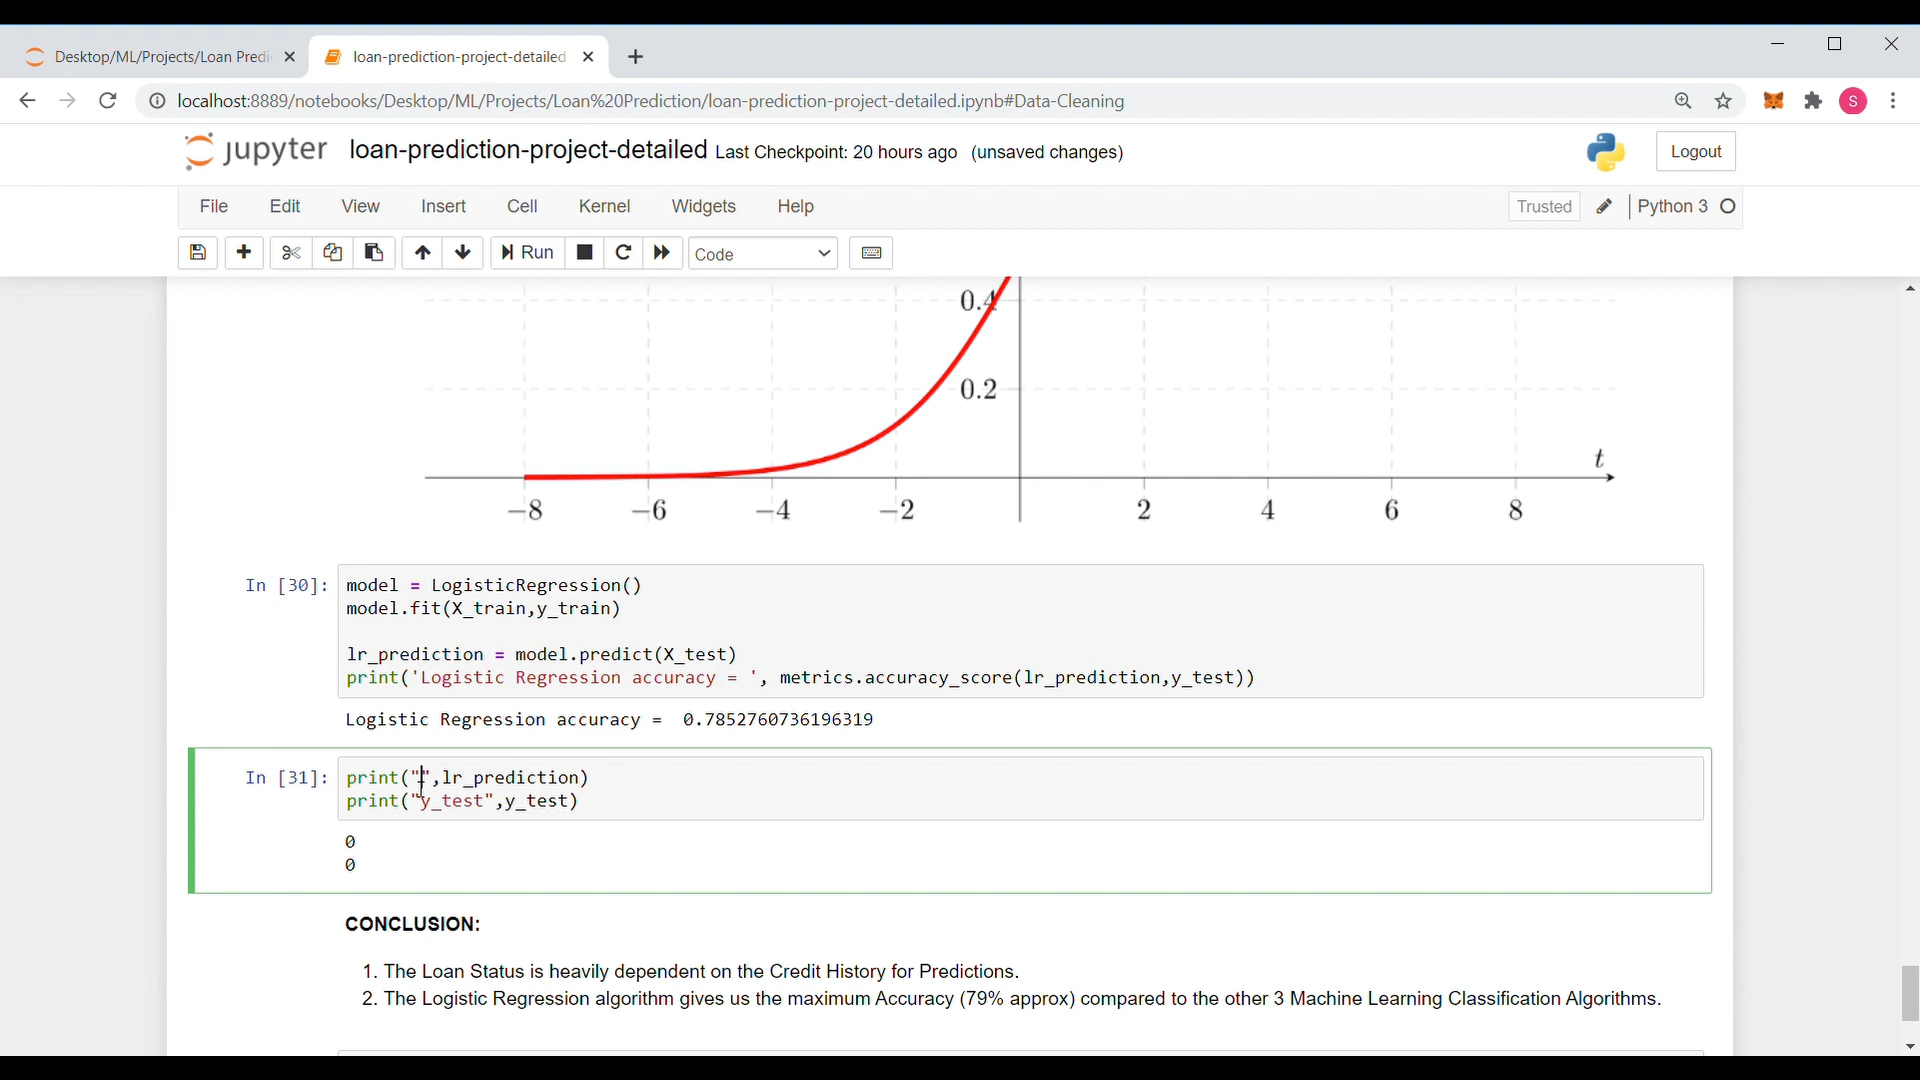 Desktop/ML/Projects/Loan Predi
loan-prediction-project-detailed
localhost:8889/notebooks/Desktop/ML/Projects/Loan%20Prediction/loan-prediction-project-detailed.ipynb#Data-Cleaning
S
jupyter loan-prediction-project-detailed Last Checkpoint: 20 hours ago (unsaved changes)
Logout
File Edit View Insert Cell Kernel Widgets Help
Trusted Python 3
Run Code
0.4
0.2
t
−8 −6 −4 −2 2 4 6 8
In [30]: model = LogisticRegression()
model.fit(X_train,y_train)
lr_prediction = model.predict(X_test)
print('Logistic Regression accuracy = ', metrics.accuracy_score(lr_prediction,y_test))
Logistic Regression accuracy = 0.7852760736196319
In [31]: print("",lr_prediction)
print("y_test",y_test)
0
0
CONCLUSION:
1. The Loan Status is heavily dependent on the Credit History for Predictions.
2. The Logistic Regression algorithm gives us the maximum Accuracy (79% approx) compared to the other 3 Machine Learning Classification Algorithms.